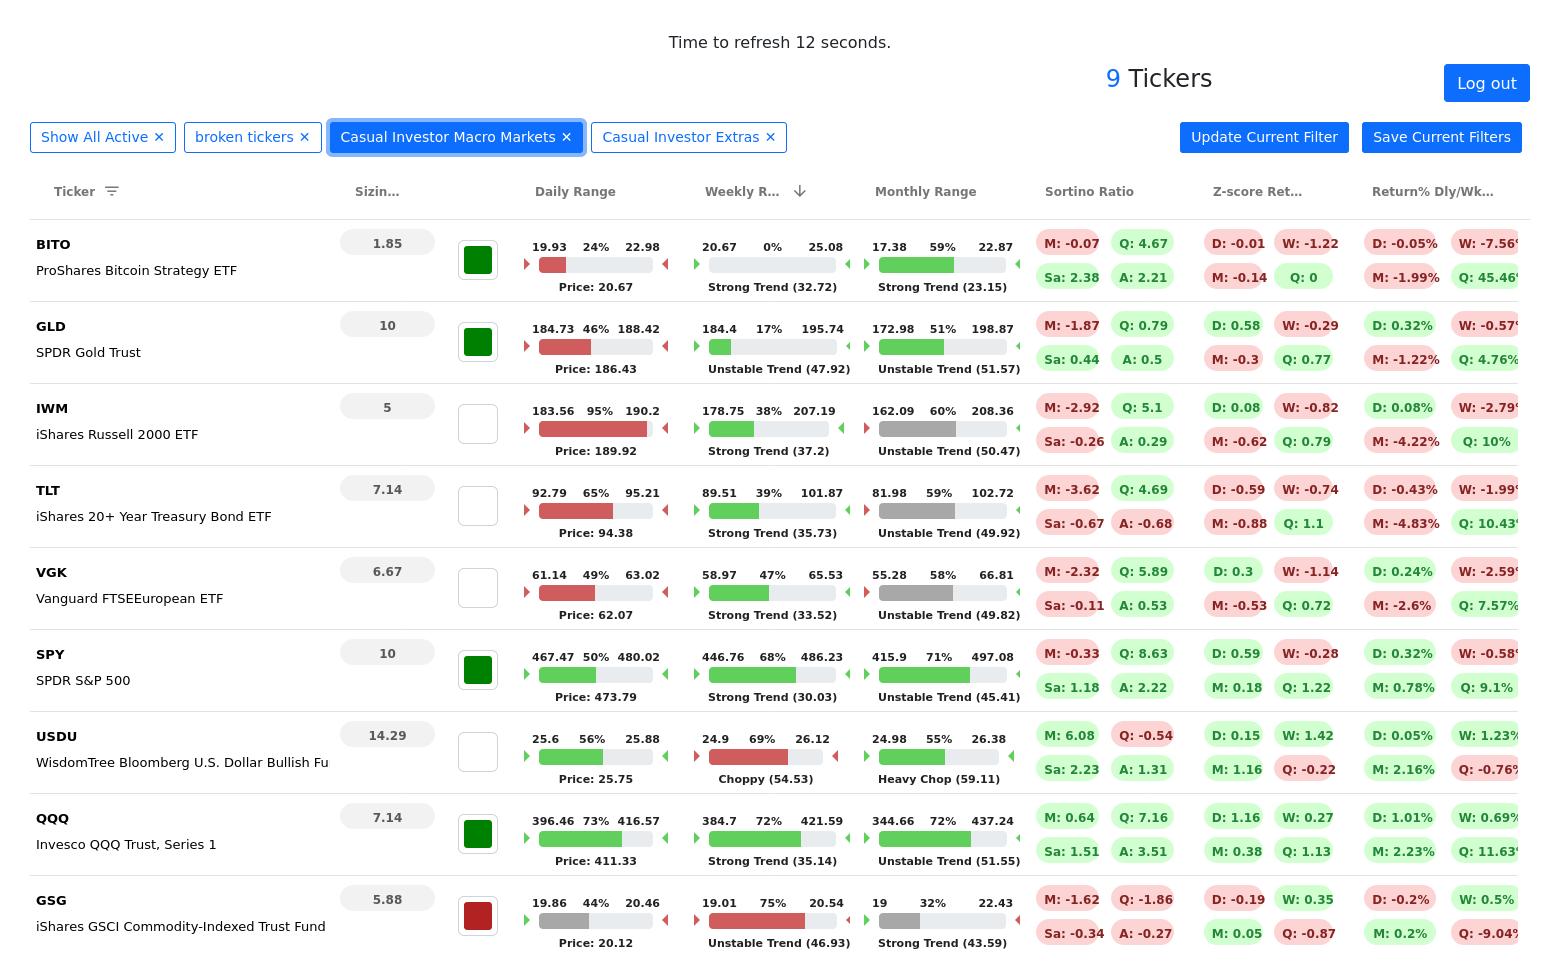 Time to refresh 12 seconds.
9 Tickers
Log out
Show All Active ✕ broken tickers ✕ Casual Investor Macro Markets ✕ Casual Investor Extras ✕ Update Current Filter Save Current Filters
Ticker Sizin... Daily Range Weekly R... Monthly Range Sortino Ratio Z-score Ret... Return% Dly/Wk...
BITO 1.85 19.93 24% 22.98 20.67 0% 25.08 17.38 59% 22.87 M: -0.07 Q: 4.67 D: -0.01 W: -1.22 D: -0.05% W: -7.56%
ProShares Bitcoin Strategy ETF Price: 20.67 Strong Trend (32.72) Strong Trend (23.15) Sa: 2.38 A: 2.21 M: -0.14 Q: 0 M: -1.99% Q: 45.46%
GLD 10 184.73 46% 188.42 184.4 17% 195.74 172.98 51% 198.87 M: -1.87 Q: 0.79 D: 0.58 W: -0.29 D: 0.32% W: -0.57%
SPDR Gold Trust Price: 186.43 Unstable Trend (47.92) Unstable Trend (51.57) Sa: 0.44 A: 0.5 M: -0.3 Q: 0.77 M: -1.22% Q: 4.76%
IWM 5 183.56 95% 190.2 178.75 38% 207.19 162.09 60% 208.36 M: -2.92 Q: 5.1 D: 0.08 W: -0.82 D: 0.08% W: -2.79%
iShares Russell 2000 ETF Price: 189.92 Strong Trend (37.2) Unstable Trend (50.47) Sa: -0.26 A: 0.29 M: -0.62 Q: 0.79 M: -4.22% Q: 10%
TLT 7.14 92.79 65% 95.21 89.51 39% 101.87 81.98 59% 102.72 M: -3.62 Q: 4.69 D: -0.59 W: -0.74 D: -0.43% W: -1.99%
iShares 20+ Year Treasury Bond ETF Price: 94.38 Strong Trend (35.73) Unstable Trend (49.92) Sa: -0.67 A: -0.68 M: -0.88 Q: 1.1 M: -4.83% Q: 10.43%
VGK 6.67 61.14 49% 63.02 58.97 47% 65.53 55.28 58% 66.81 M: -2.32 Q: 5.89 D: 0.3 W: -1.14 D: 0.24% W: -2.59%
Vanguard FTSEEuropean ETF Price: 62.07 Strong Trend (33.52) Unstable Trend (49.82) Sa: -0.11 A: 0.53 M: -0.53 Q: 0.72 M: -2.6% Q: 7.57%
SPY 10 467.47 50% 480.02 446.76 68% 486.23 415.9 71% 497.08 M: -0.33 Q: 8.63 D: 0.59 W: -0.28 D: 0.32% W: -0.58%
SPDR S&P 500 Price: 473.79 Strong Trend (30.03) Unstable Trend (45.41) Sa: 1.18 A: 2.22 M: 0.18 Q: 1.22 M: 0.78% Q: 9.1%
USDU 14.29 25.6 56% 25.88 24.9 69% 26.12 24.98 55% 26.38 M: 6.08 Q: -0.54 D: 0.15 W: 1.42 D: 0.05% W: 1.23%
WisdomTree Bloomberg U.S. Dollar Bullish Fu Price: 25.75 Choppy (54.53) Heavy Chop (59.11) Sa: 2.23 A: 1.31 M: 1.16 Q: -0.22 M: 2.16% Q: -0.76%
QQQ 7.14 396.46 73% 416.57 384.7 72% 421.59 344.66 72% 437.24 M: 0.64 Q: 7.16 D: 1.16 W: 0.27 D: 1.01% W: 0.69%
Invesco QQQ Trust, Series 1 Price: 411.33 Strong Trend (35.14) Unstable Trend (51.55) Sa: 1.51 A: 3.51 M: 0.38 Q: 1.13 M: 2.23% Q: 11.63%
GSG 5.88 19.86 44% 20.46 19.01 75% 20.54 19 32% 22.43 M: -1.62 Q: -1.86 D: -0.19 W: 0.35 D: -0.2% W: 0.5%
iShares GSCI Commodity-Indexed Trust Fund Price: 20.12 Unstable Trend (46.93) Strong Trend (43.59) Sa: -0.34 A: -0.27 M: 0.05 Q: -0.87 M: 0.2% Q: -9.04%